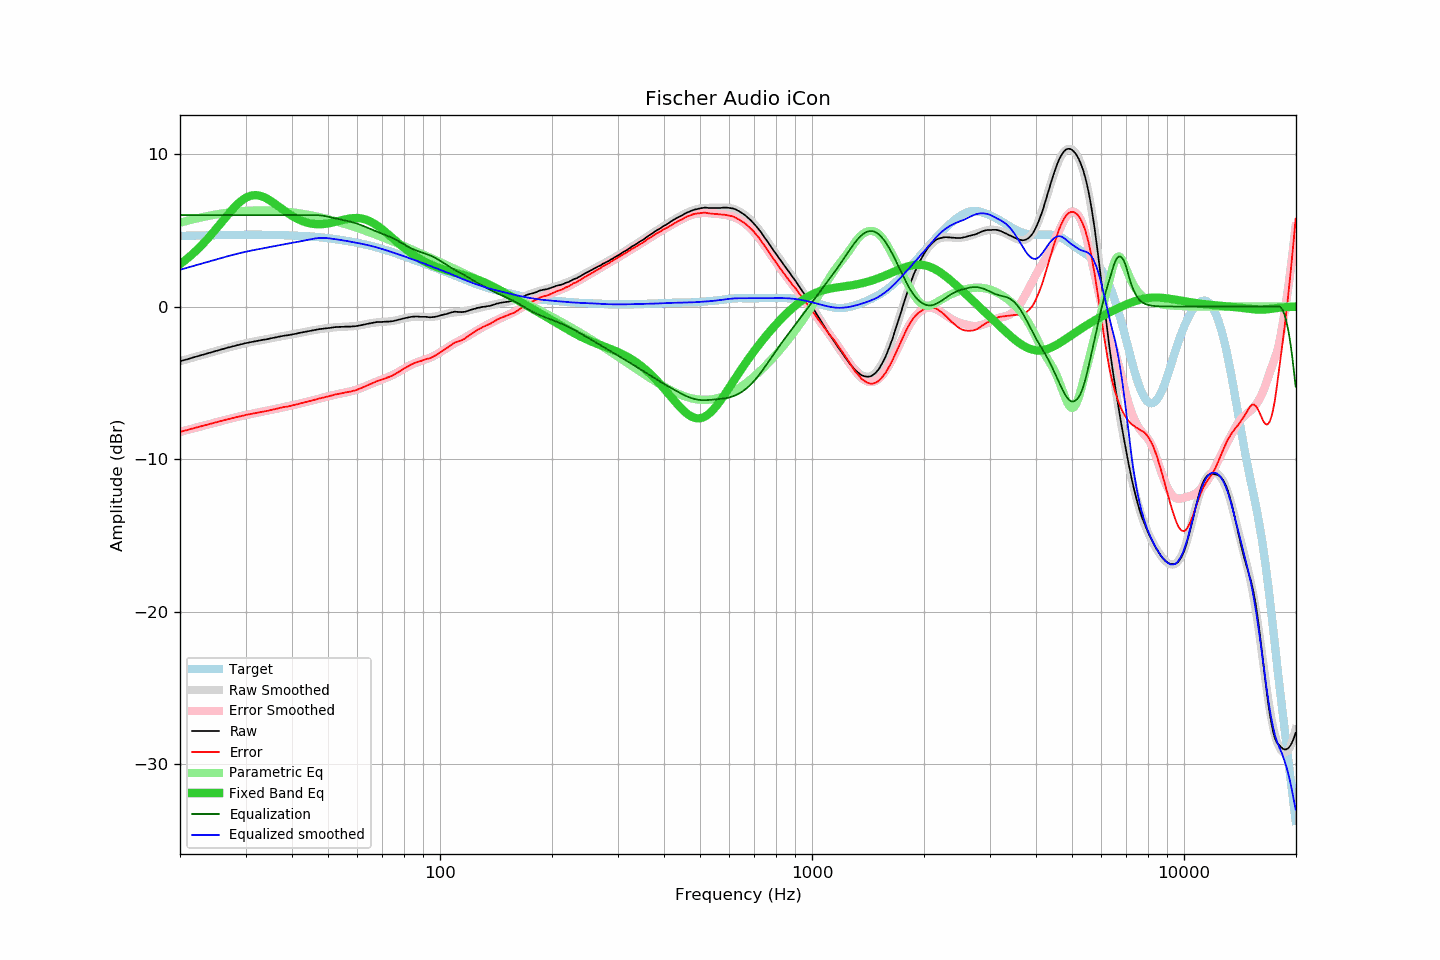 Fischer Audio iCon
10
0
−10
−20
−30
Amplitude (dBr)
Target
Raw Smoothed
Error Smoothed
Raw
Error
Parametric Eq
Fixed Band Eq
Equalization
Equalized smoothed
100
1000
10000
Frequency (Hz)